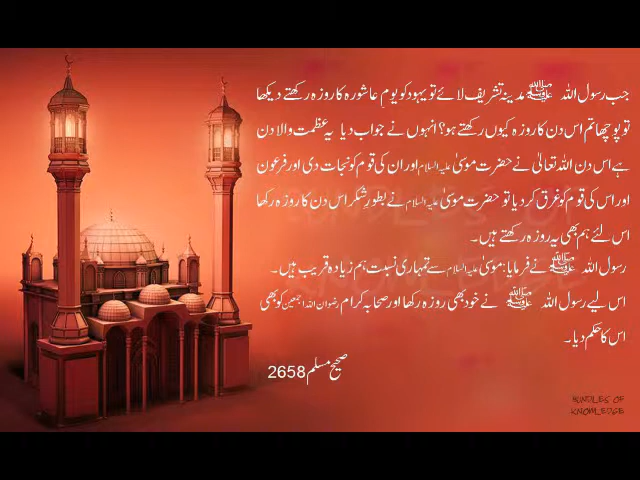 جب رسول اللہ ﷺ مدینہ تشریف لائے تو یہود کو یوم عاشورہ کا روزہ رکھتے دیکھا
تو پوچھا تم اس دن کا روزہ کیوں رکھتے ہو؟ انہوں نے جواب دیا یہ عظمت والا دن
ہے اس دن اللہ تعالیٰ نے حضرت موسیٰ علیہ السلام اور ان کی قوم کو نجات دی اور فرعون
اور اس کی قوم کو غرق کر دیا تو حضرت موسیٰ علیہ السلام نے بطور شکر اس دن کا روزہ رکھا
اس لئے ہم بھی یہ روزہ رکھتے ہیں۔
رسول اللہ ﷺ نے فرمایا: موسیٰ علیہ السلام سے تمہاری نسبت ہم زیادہ قریب ہیں۔
اس لیے رسول اللہ ﷺ نے خود بھی روزہ رکھا اور صحابہ کرام رضوان اللہ اجمعین کو بھی
اس کا حکم دیا۔
صحیح مسلم 2658
BUNDLES OF
KNOWLEDGE